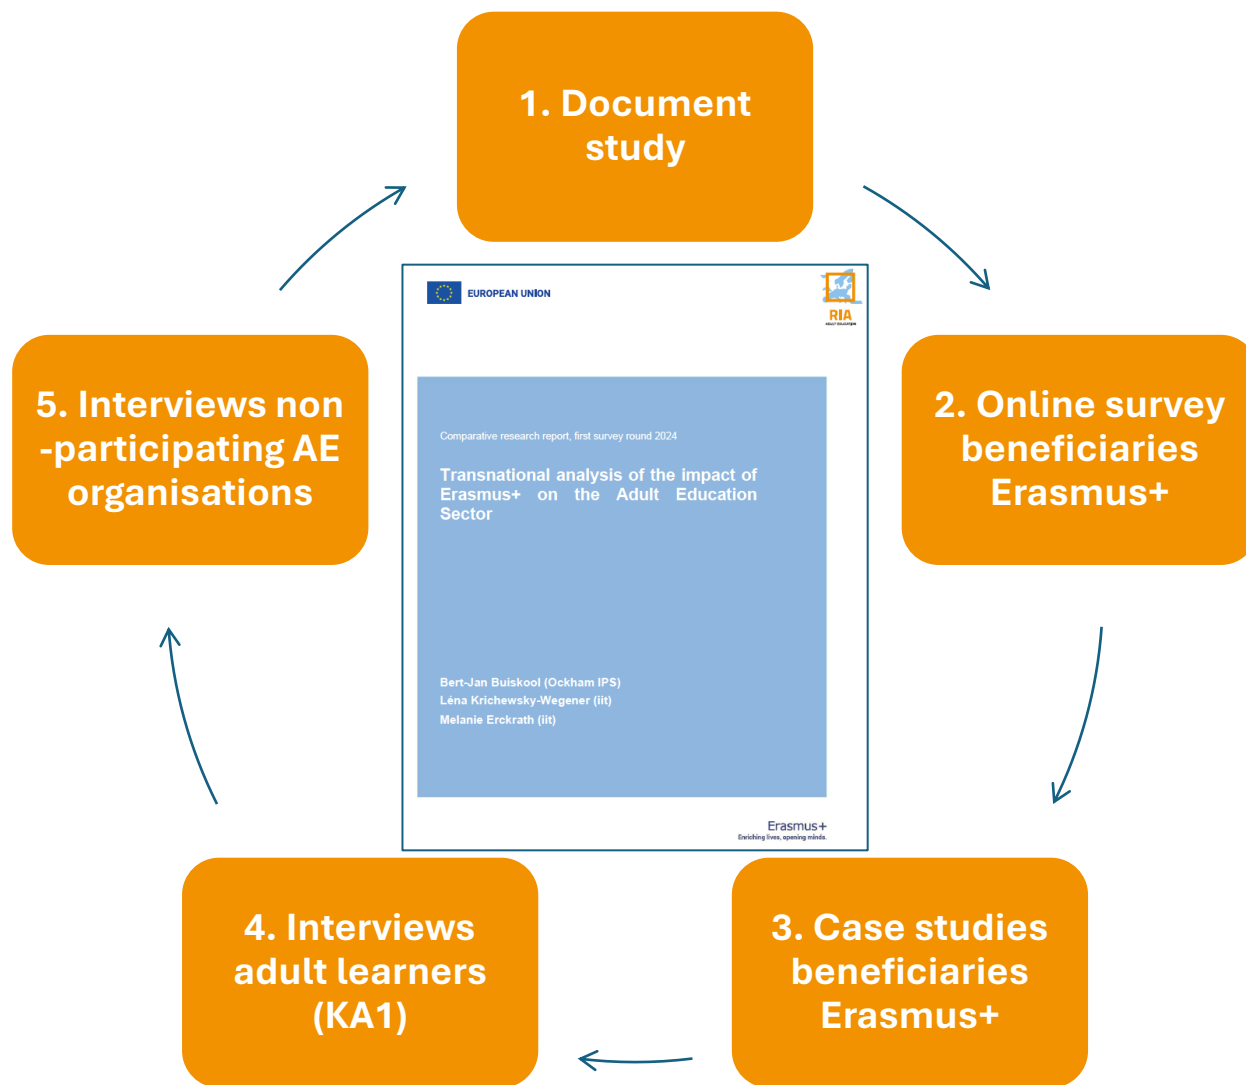 1. Document
study
EUROPEAN UNION
RIA
ADULT EDUCATION
5. Interviews non
-participating AE
organisations
2. Online survey
beneficiaries
Erasmus+
Comparative research report, first survey round 2024
Transnational analysis of the impact of
Erasmus+ on the Adult Education
Sector
Bert-Jan Buiskool (Ockham IPS)
Léna Krichewsky-Wegener (iit)
Melanie Erckrath (iit)
Erasmus+
Enriching lives, opening minds.
4. Interviews
adult learners
(KA1)
3. Case studies
beneficiaries
Erasmus+